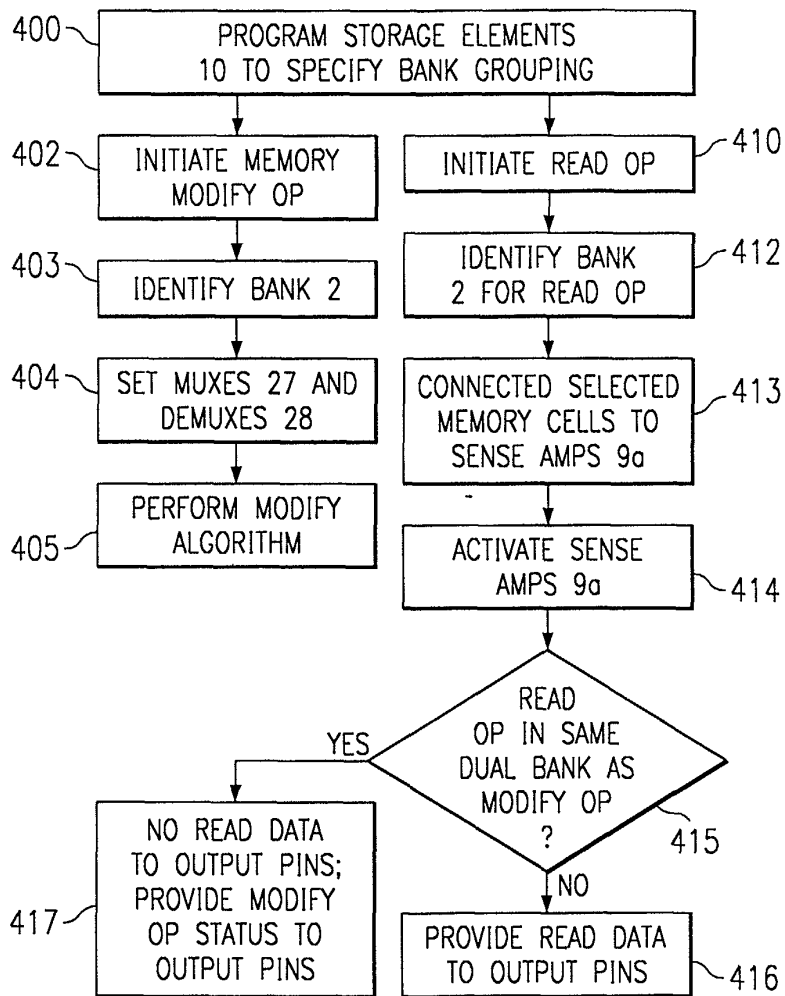 400
PROGRAM STORAGE ELEMENTS
10 TO SPECIFY BANK GROUPING
402
INITIATE MEMORY
MODIFY OP
403
IDENTIFY BANK 2
404
SET MUXES 27 AND
DEMUXES 28
405
PERFORM MODIFY
ALGORITHM
INITIATE READ OP
410
IDENTIFY BANK
2 FOR READ OP
412
CONNECTED SELECTED
MEMORY CELLS TO
SENSE AMPS 9a
413
ACTIVATE SENSE
AMPS 9a
414
READ
OP IN SAME
DUAL BANK AS
MODIFY OP
?
415
YES
NO READ DATA
TO OUTPUT PINS;
PROVIDE MODIFY
OP STATUS TO
OUTPUT PINS
417
NO
PROVIDE READ DATA
TO OUTPUT PINS
416